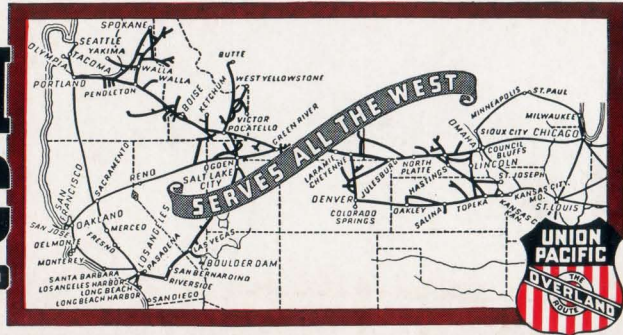 SPOKANE
SEATTLE
YAKIMA
OLYMPIA
TACOMA
WALLA
WALLA
PORTLAND
PENDLETON
BOISE
KETCHUM
BUTTE
WEST YELLOWSTONE
VICTOR
POCATELLO
GREEN RIVER
SERVES ALL THE WEST
MINNEAPOLIS
ST. PAUL
MILWAUKEE
SIOUX CITY
CHICAGO
OMAHA
COUNCIL
BLUFFS
LINCOLN
OGDEN
SALT LAKE
CITY
LARAMIE
CHEYENNE
JULESBURG
NORTH
PLATTE
HASTINGS
ST. JOSEPH
KANSAS CITY,
MO.
KANSAS CITY
KAN.
ST. LOUIS
DENVER
COLORADO
SPRINGS
OAKLEY
SALINA
TOPEKA
SACRAMENTO
RENO
SAN
FRANCISCO
OAKLAND
SAN JOSE
DELMONTE
MONTEREY
MERCED
FRESNO
LOS ANGELES
PASADENA
LAS VEGAS
BOULDER DAM
SANTA BARBARA
LOS ANGELES HARBOR
LONG BEACH
LONG BEACH HARBOR
SAN BERNARDINO
RIVERSIDE
SAN DIEGO
UNION
PACIFIC
THE
OVERLAND
ROUTE